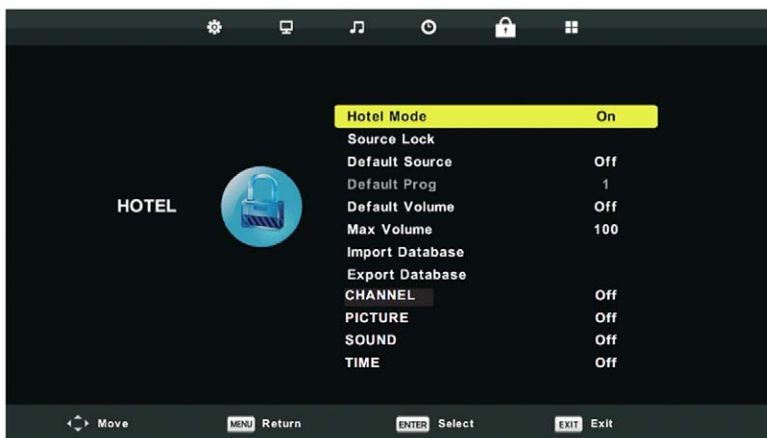 Hotel Mode On
Source Lock
Default Source Off
Default Prog 1
HOTEL
Default Volume Off
Max Volume 100
Import Database
Export Database
CHANNEL Off
PICTURE Off
SOUND Off
TIME Off
Move MENU Return ENTER Select EXIT Exit